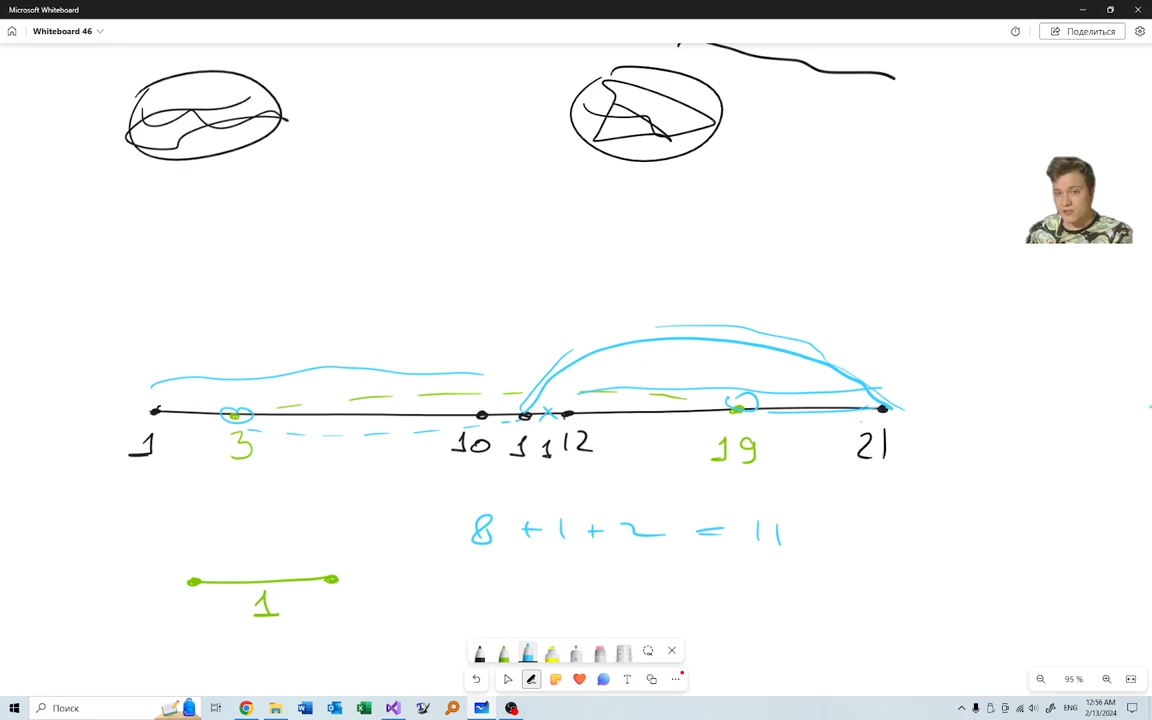 Microsoft Whiteboard
Whiteboard 46
Поделиться
1 3 10 11 12 19 21
8 + 1 + 2 = 11
1
95 %
Поиск
ENG
12:56 AM
2/13/2024